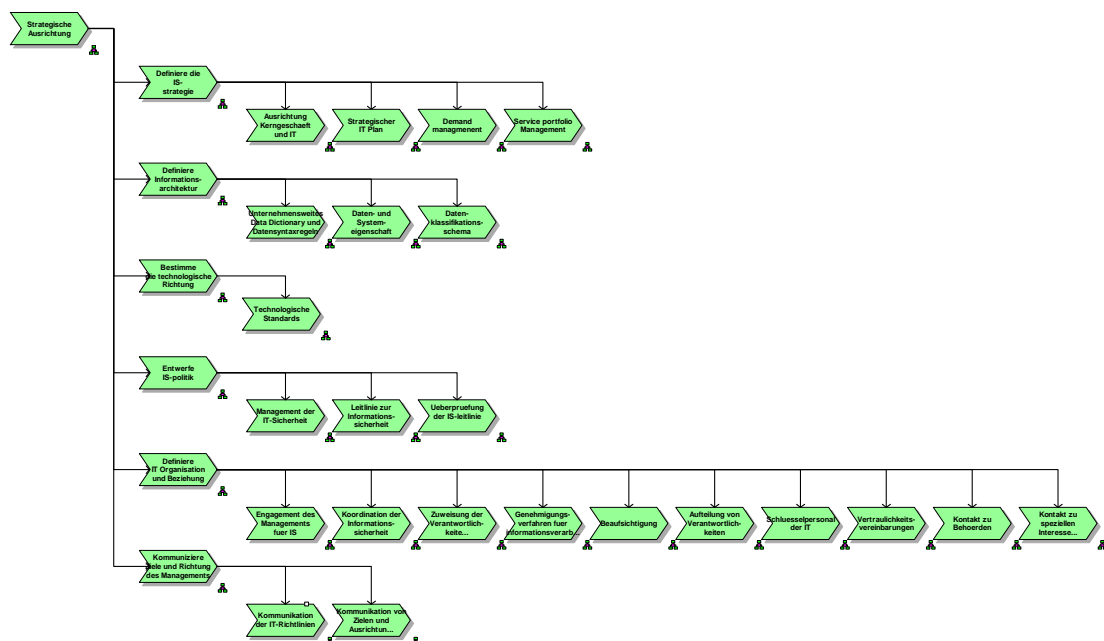 Strategische
Ausrichtung
Definiere die
IS-
strategie
Ausrichtung
Kerngeschaeft
und IT
Strategischer
IT Plan
Demand
managmenent
Service portfolio
Management
Definiere
Informations-
architektur
Unternehmensweites
Data Dictionary und
Datensyntaxregeln
Daten- und
System-
eigenschaft
Daten-
klassifikations-
schema
Bestimme
die technologische
Richtung
Technologische
Standards
Entwerfe
IS-politik
Management der
IT-Sicherheit
Leitlinie zur
Informations-
sicherheit
Ueberpruefung
der IS-leitlinie
Definiere
IT Organisation
und Beziehung
Engagement des
Managements
fuer IS
Koordination der
Informations-
sicherheit
Zuweisung der
Verantwortlich-
keite...
Genehmigungs-
verfahren fuer
informationsverarb...
Beaufsichtigung
Aufteilung von
Verantwortlich-
keiten
Schluesselpersonal
der IT
Vertraulichkeits-
vereinbarungen
Kontakt zu
Behoerden
Kontakt zu
speziellen
Interesse...
Kommuniziere
Ziele und Richtung
des Managements
Kommunikation
der IT-Richtlinien
Kommunikation von
Zielen und
Ausrichtun...